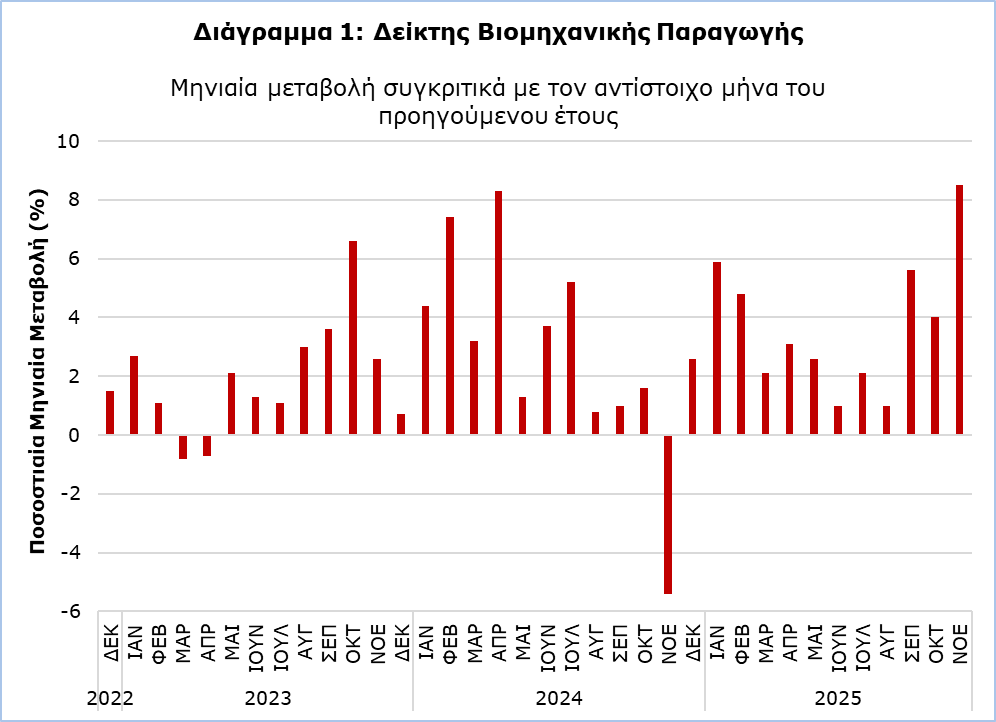 Διάγραμμα 1: Δείκτης Βιομηχανικής Παραγωγής
Μηνιαία μεταβολή συγκριτικά με τον αντίστοιχο μήνα του
προηγούμενου έτους
Ποσοστιαία Μηνιαία Μεταβολή (%)
10
8
6
4
2
0
-2
-4
-6
ΔΕΚ ΙΑΝ ΦΕΒ ΜΑΡ ΑΠΡ ΜΑΙ ΙΟΥΝ ΙΟΥΛ ΑΥΓ ΣΕΠ ΟΚΤ ΝΟΕ ΔΕΚ ΙΑΝ ΦΕΒ ΜΑΡ ΑΠΡ ΜΑΙ ΙΟΥΝ ΙΟΥΛ ΑΥΓ ΣΕΠ ΟΚΤ ΝΟΕ ΔΕΚ ΙΑΝ ΦΕΒ ΜΑΡ ΑΠΡ ΜΑΙ ΙΟΥΝ ΙΟΥΛ ΑΥΓ ΣΕΠ ΟΚΤ ΝΟΕ
2022 2023 2024 2025